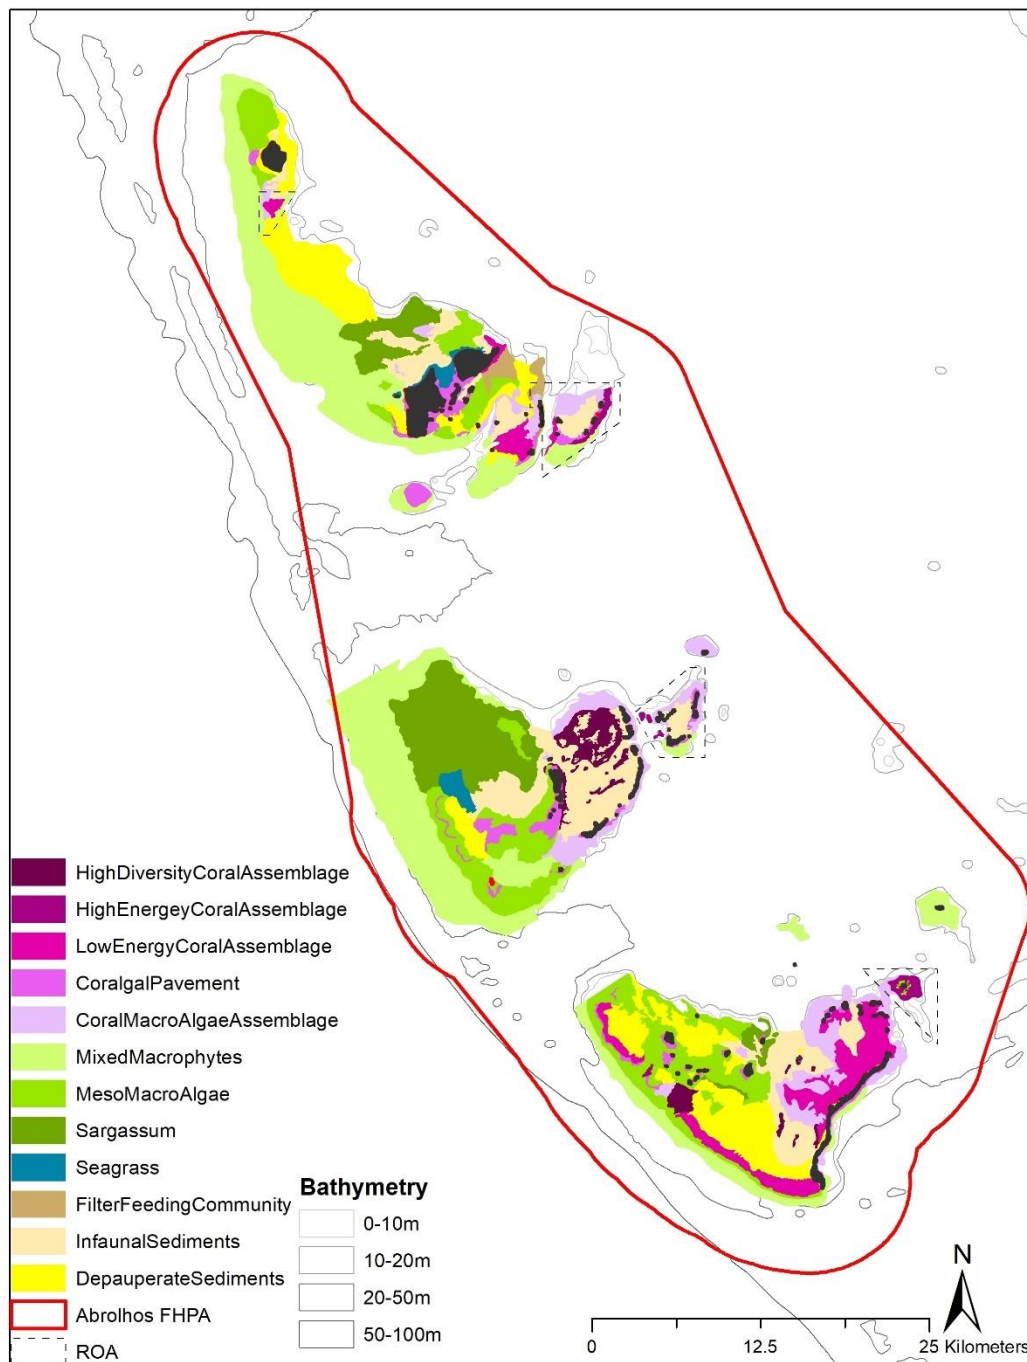 HighDiversityCoralAssemblage
HighEnergeyCoralAssemblage
LowEnergyCoralAssemblage
CoralgalPavement
CoralMacroAlgaeAssemblage
MixedMacrophytes
MesoMacroAlgae
Sargassum
Seagrass
FilterFeedingCommunity
InfaunalSediments
DepauperateSediments
Abrolhos FHPA
ROA
Bathymetry
0-10m
10-20m
20-50m
50-100m
N
0 12.5 25 Kilometers